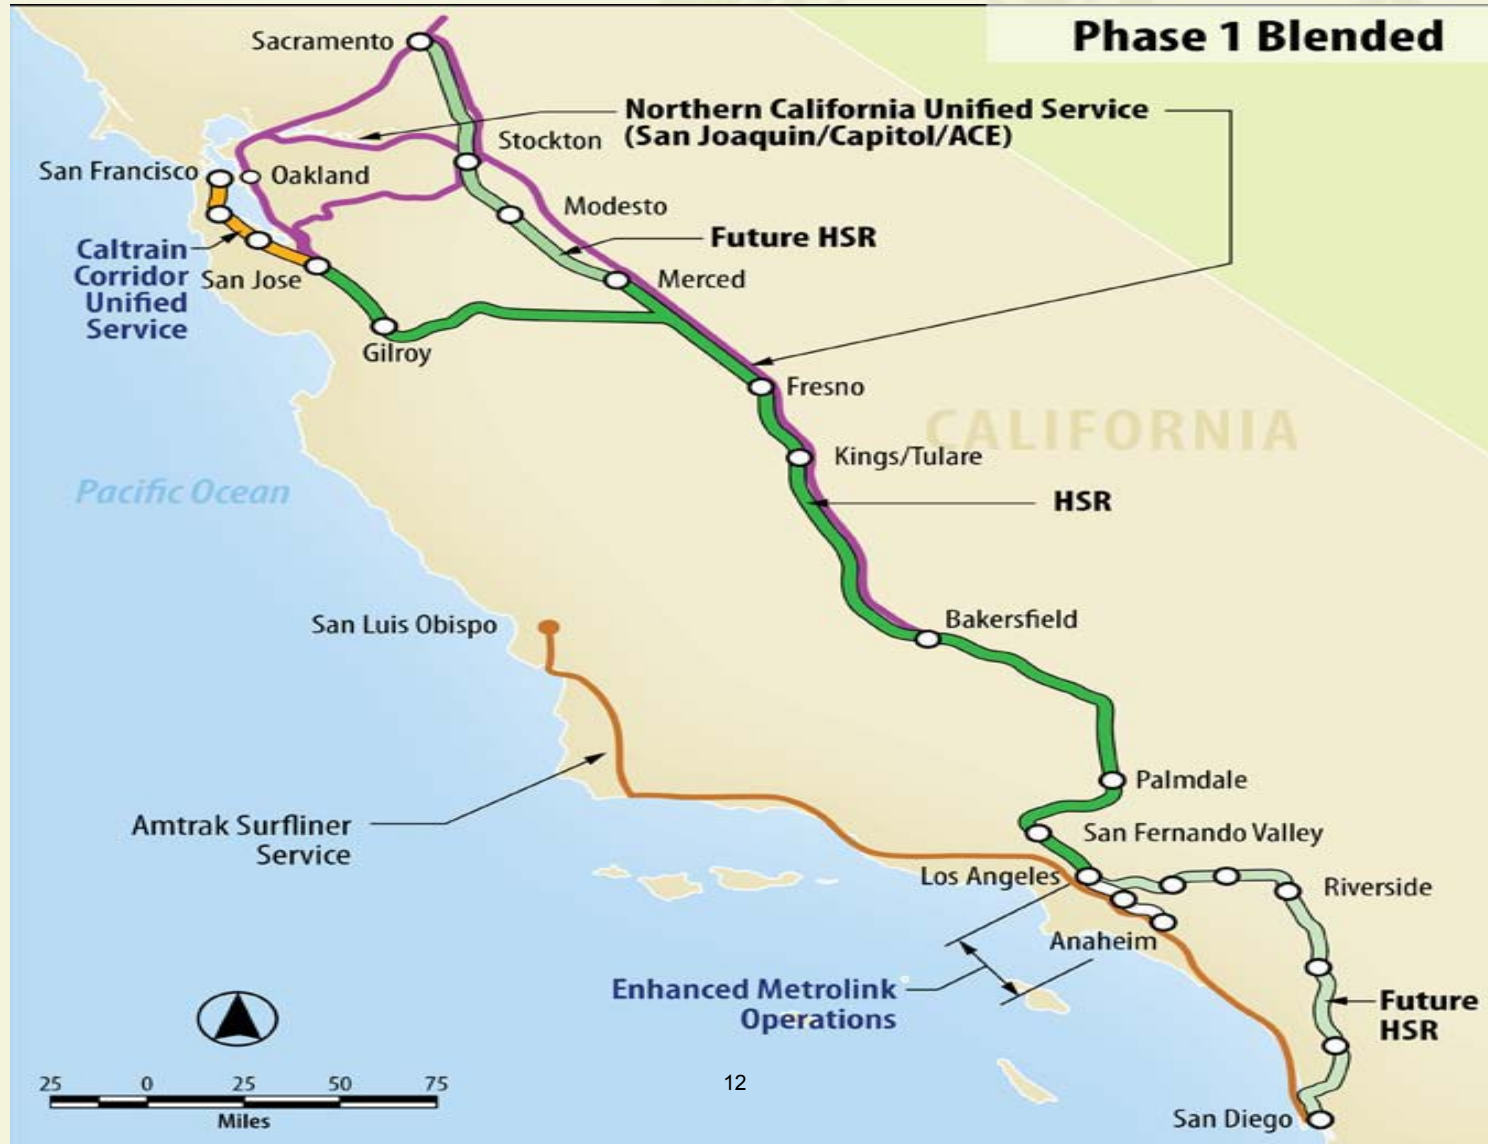 Phase 1 Blended
Sacramento
Northern California Unified Service
(San Joaquin/Capitol/ACE)
Stockton
San Francisco
Oakland
Modesto
Future HSR
Caltrain
Corridor
Unified
Service
San Jose
Merced
Gilroy
Fresno
CALIFORNIA
Kings/Tulare
Pacific Ocean
HSR
San Luis Obispo
Bakersfield
Palmdale
Amtrak Surfliner
Service
San Fernando Valley
Los Angeles
Riverside
Anaheim
Enhanced Metrolink
Operations
Future
HSR
25 0 25 50 75
Miles
12
San Diego